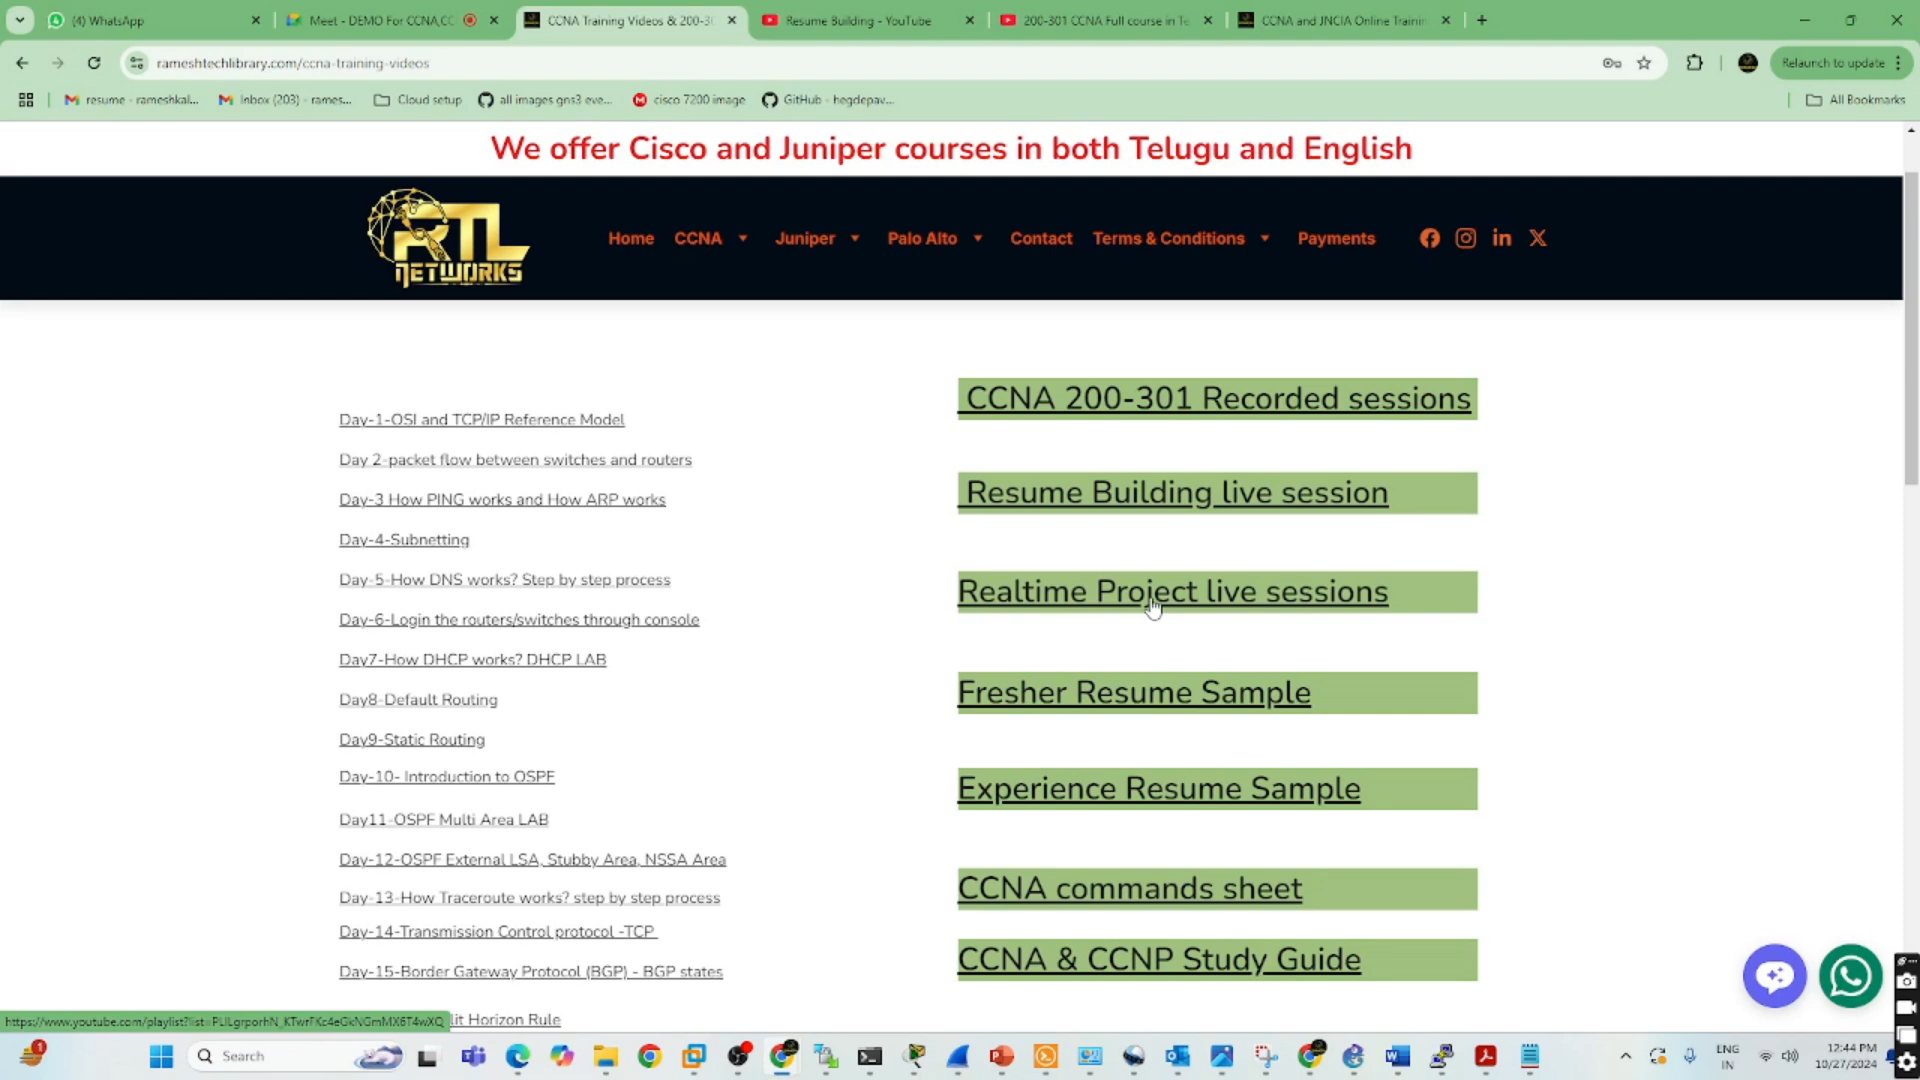 (4) WhatsApp
Meet - DEMO For CCNA,CC
CCNA Training Videos & 200-3
Resume Building - YouTube
200-301 CCNA Full course in Te
CCNA and JNCIA Online Trainin
rameshtechlibrary.com/ccna-training-videos
Relaunch to update
resume - rameshkal...
Inbox (203) - rames...
Cloud setup
all images gns3 eve...
cisco 7200 image
GitHub - hegdepav...
All Bookmarks
We offer Cisco and Juniper courses in both Telugu and English
RTL
NETWORKS
Home
CCNA
Juniper
Palo Alto
Contact
Terms & Conditions
Payments
Day-1-OSI and TCP/IP Reference Model
Day 2-packet flow between switches and routers
Day-3 How PING works and How ARP works
Day-4-Subnetting
Day-5-How DNS works? Step by step process
Day-6-Login the routers/switches through console
Day7-How DHCP works? DHCP LAB
Day8-Default Routing
Day9-Static Routing
Day-10- Introduction to OSPF
Day11-OSPF Multi Area LAB
Day-12-OSPF External LSA, Stubby Area, NSSA Area
Day-13-How Traceroute works? step by step process
Day-14-Transmission Control protocol -TCP
Day-15-Border Gateway Protocol (BGP) - BGP states
lit Horizon Rule
CCNA 200-301 Recorded sessions
Resume Building live session
Realtime Project live sessions
Fresher Resume Sample
Experience Resume Sample
CCNA commands sheet
CCNA & CCNP Study Guide
Search
ENG
IN
12:44 PM
10/27/2024